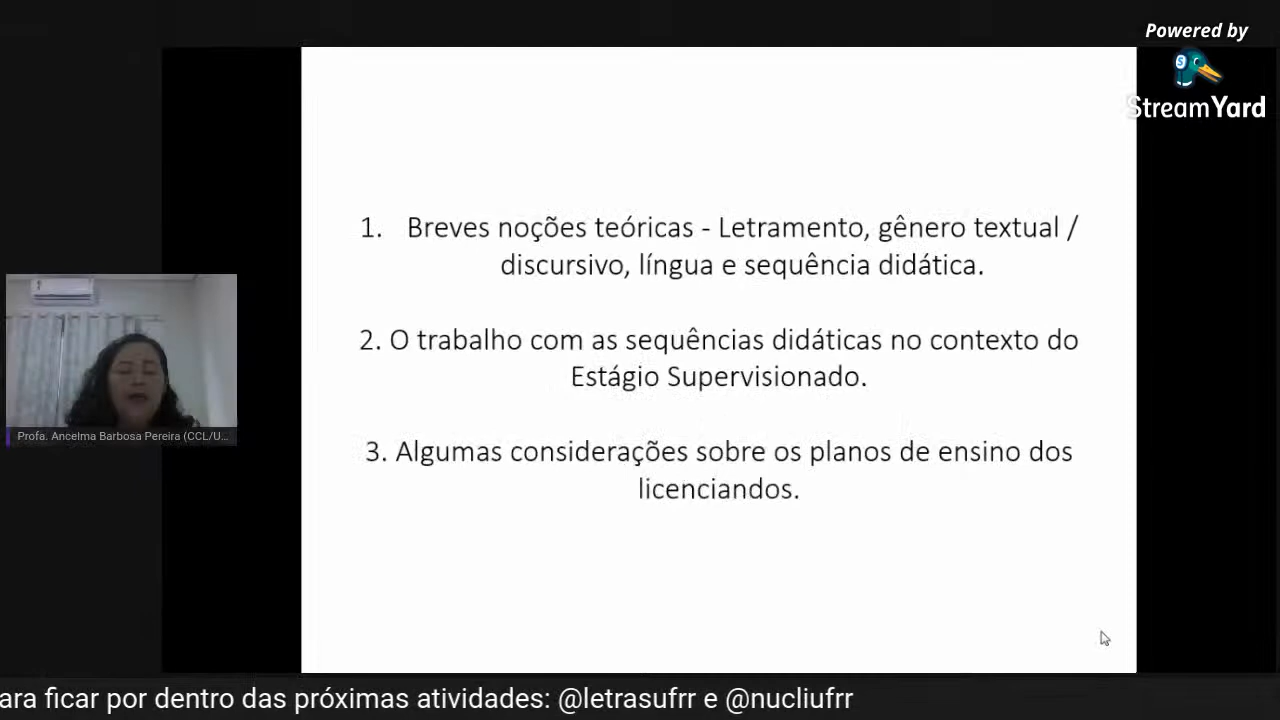 Powered by
StreamYard
1. Breves noções teóricas - Letramento, gênero textual /
discursivo, língua e sequência didática.
2. O trabalho com as sequências didáticas no contexto do
Estágio Supervisionado.
3. Algumas considerações sobre os planos de ensino dos
licenciandos.
Profa. Ancelma Barbosa Pereira (CCL/U...
ara ficar por dentro das próximas atividades: @letrasufrr e @nucliufrr